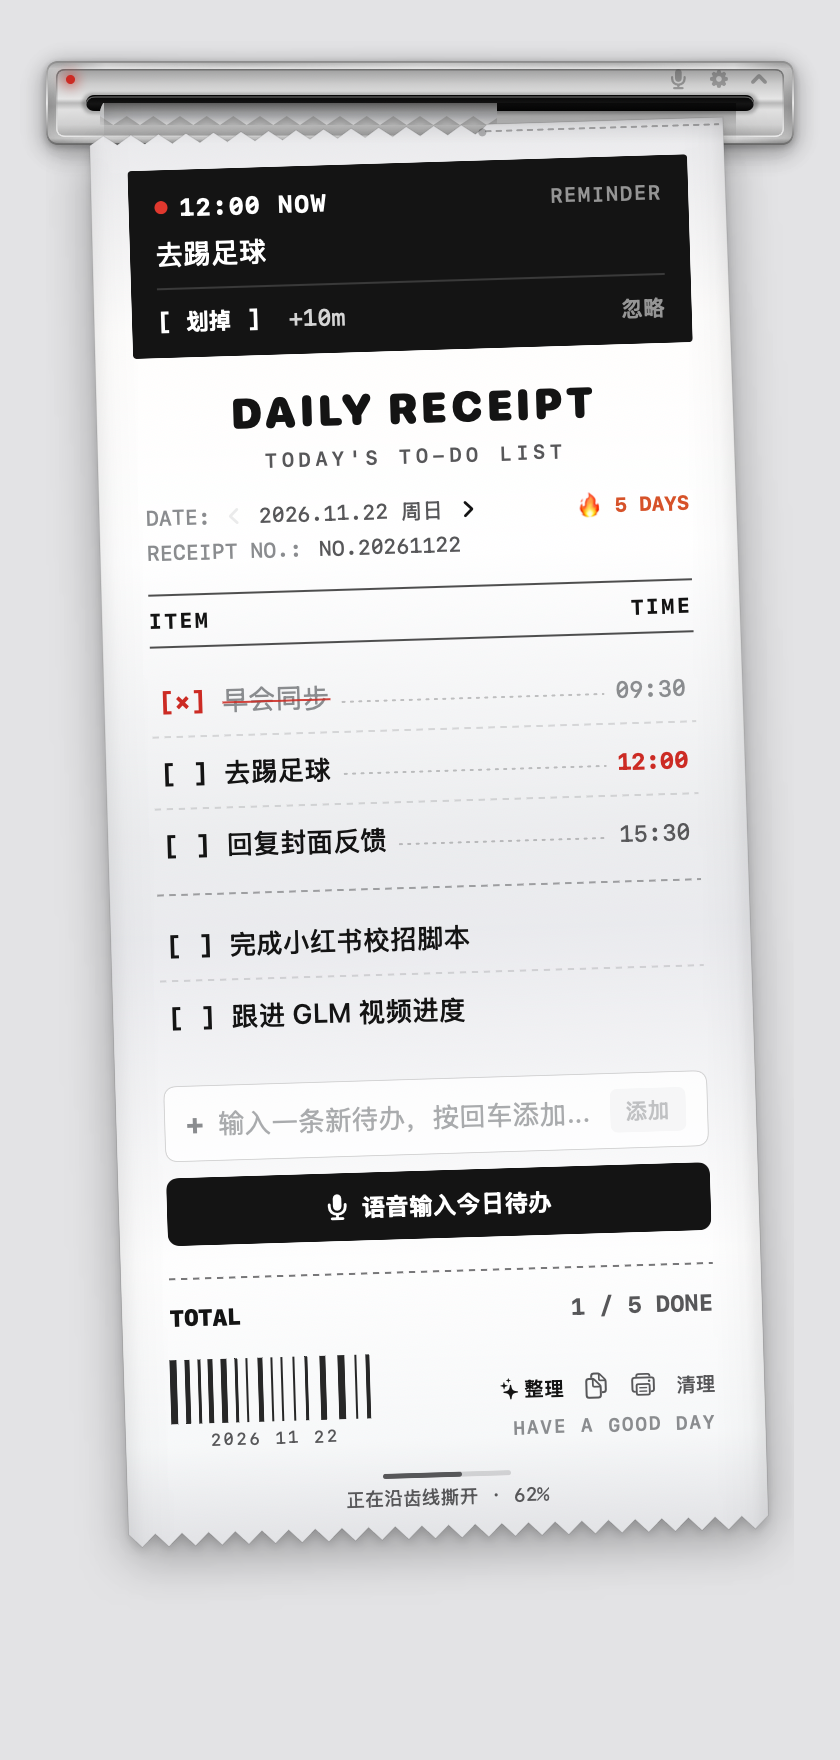 12:00 NOW REMINDER
去踢足球
[ 划掉 ] +10m 忽略
DAILY RECEIPT
TODAY'S TO-DO LIST
DATE: < 2026.11.22 周日 > 🔥 5 DAYS
RECEIPT NO.: NO.20261122
ITEM TIME
[×] 早会同步 09:30
[ ] 去踢足球 12:00
[ ] 回复封面反馈 15:30
[ ] 完成小红书校招脚本
[ ] 跟进 GLM 视频进度
+ 输入一条新待办，按回车添加... 添加
语音输入今日待办
TOTAL 1 / 5 DONE
整理 清理
2026 11 22 HAVE A GOOD DAY
正在沿齿线撕开 · 62%